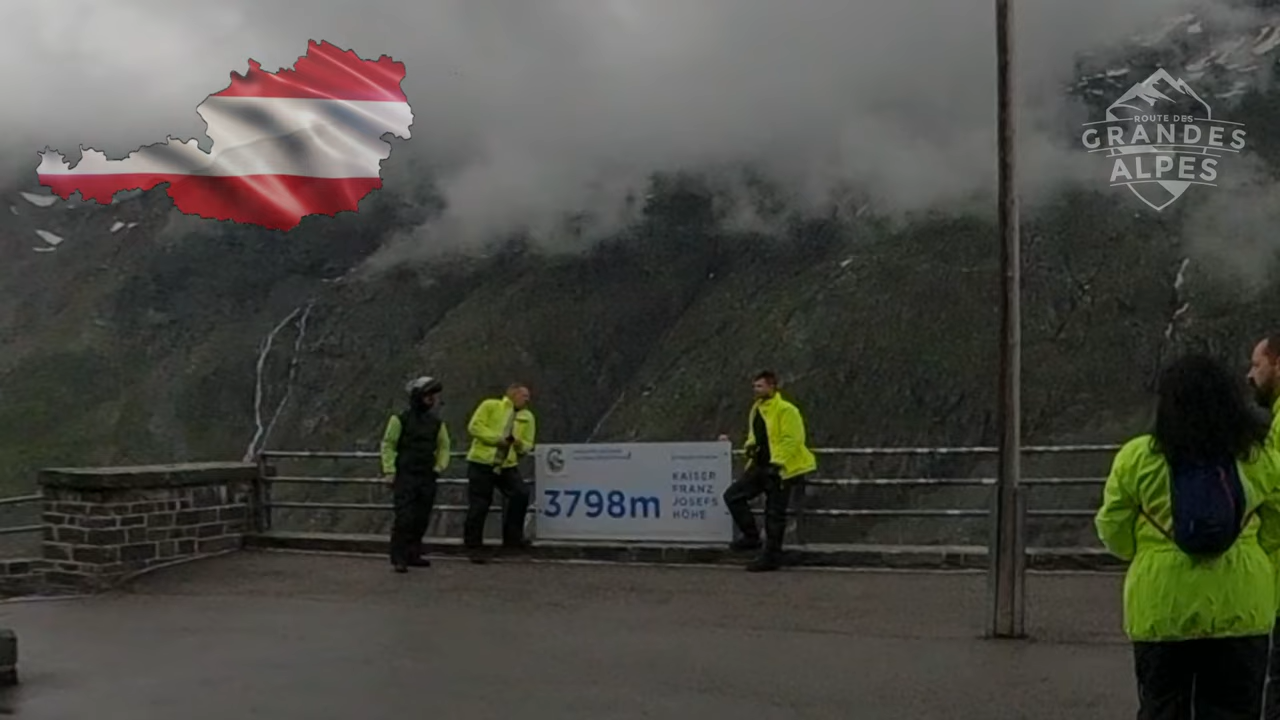 ROUTE DES
GRANDES
ALPES
3798m
KAISER
FRANZ
JOSEFS
HÖHE